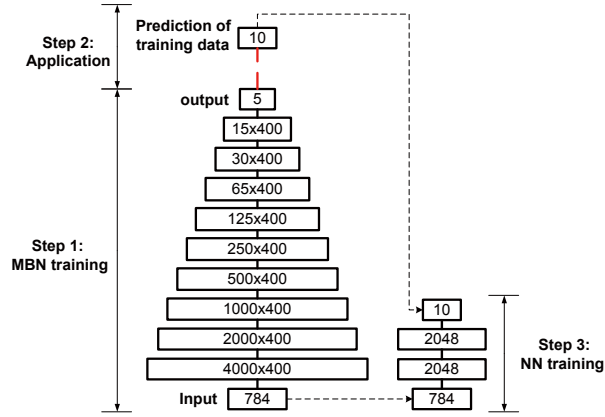 Step 2:
Application
Prediction of
training data
10
output
5
15x400
30x400
65x400
125x400
250x400
500x400
1000x400
2000x400
4000x400
Input
784
Step 1:
MBN training
10
2048
2048
784
Step 3:
NN training